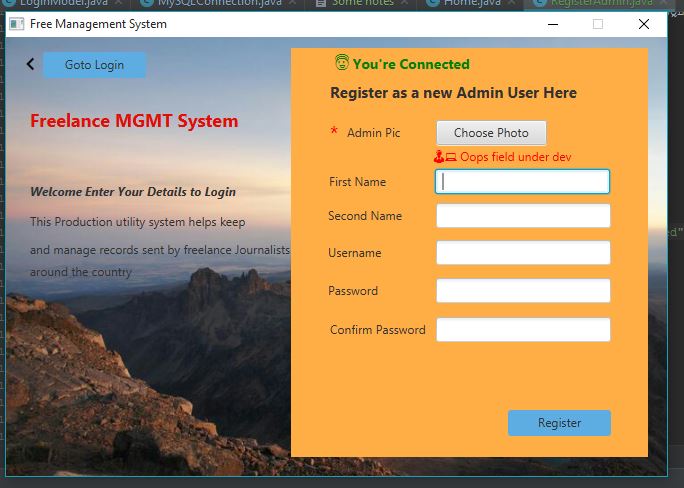 LoginModel.java
MySQLConnection.java
Some notes
Home.java
RegisterAdmin.java
Free Management System
Goto Login
You're Connected
Register as a new Admin User Here
Freelance MGMT System
* Admin Pic
Choose Photo
Oops field under dev
Welcome Enter Your Details to Login
First Name
This Production utility system helps keep
Second Name
and manage records sent by freelance Journalists
Username
around the country
Password
Confirm Password
Register